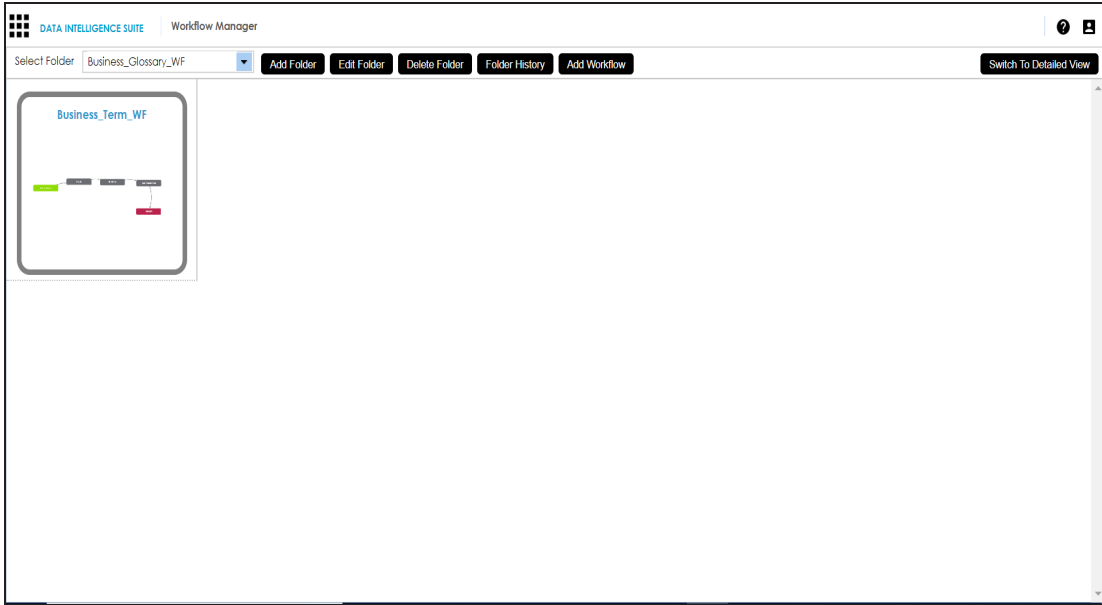 DATA INTELLIGENCE SUITE Workflow Manager
Select Folder Business_Glossary_WF Add Folder Edit Folder Delete Folder Folder History Add Workflow Switch To Detailed View
Business_Term_WF